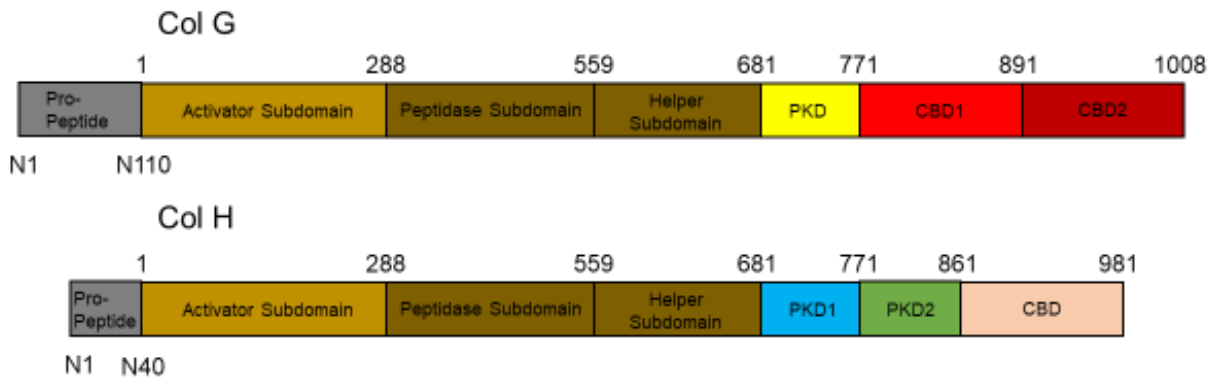 Col G
1 288 559 681 771 891 1008
Pro-
Peptide
Activator Subdomain
Peptidase Subdomain
Helper
Subdomain
PKD
CBD1
CBD2
N1 N110
Col H
1 288 559 681 771 861 981
Pro-
Peptide
Activator Subdomain
Peptidase Subdomain
Helper
Subdomain
PKD1
PKD2
CBD
N1 N40